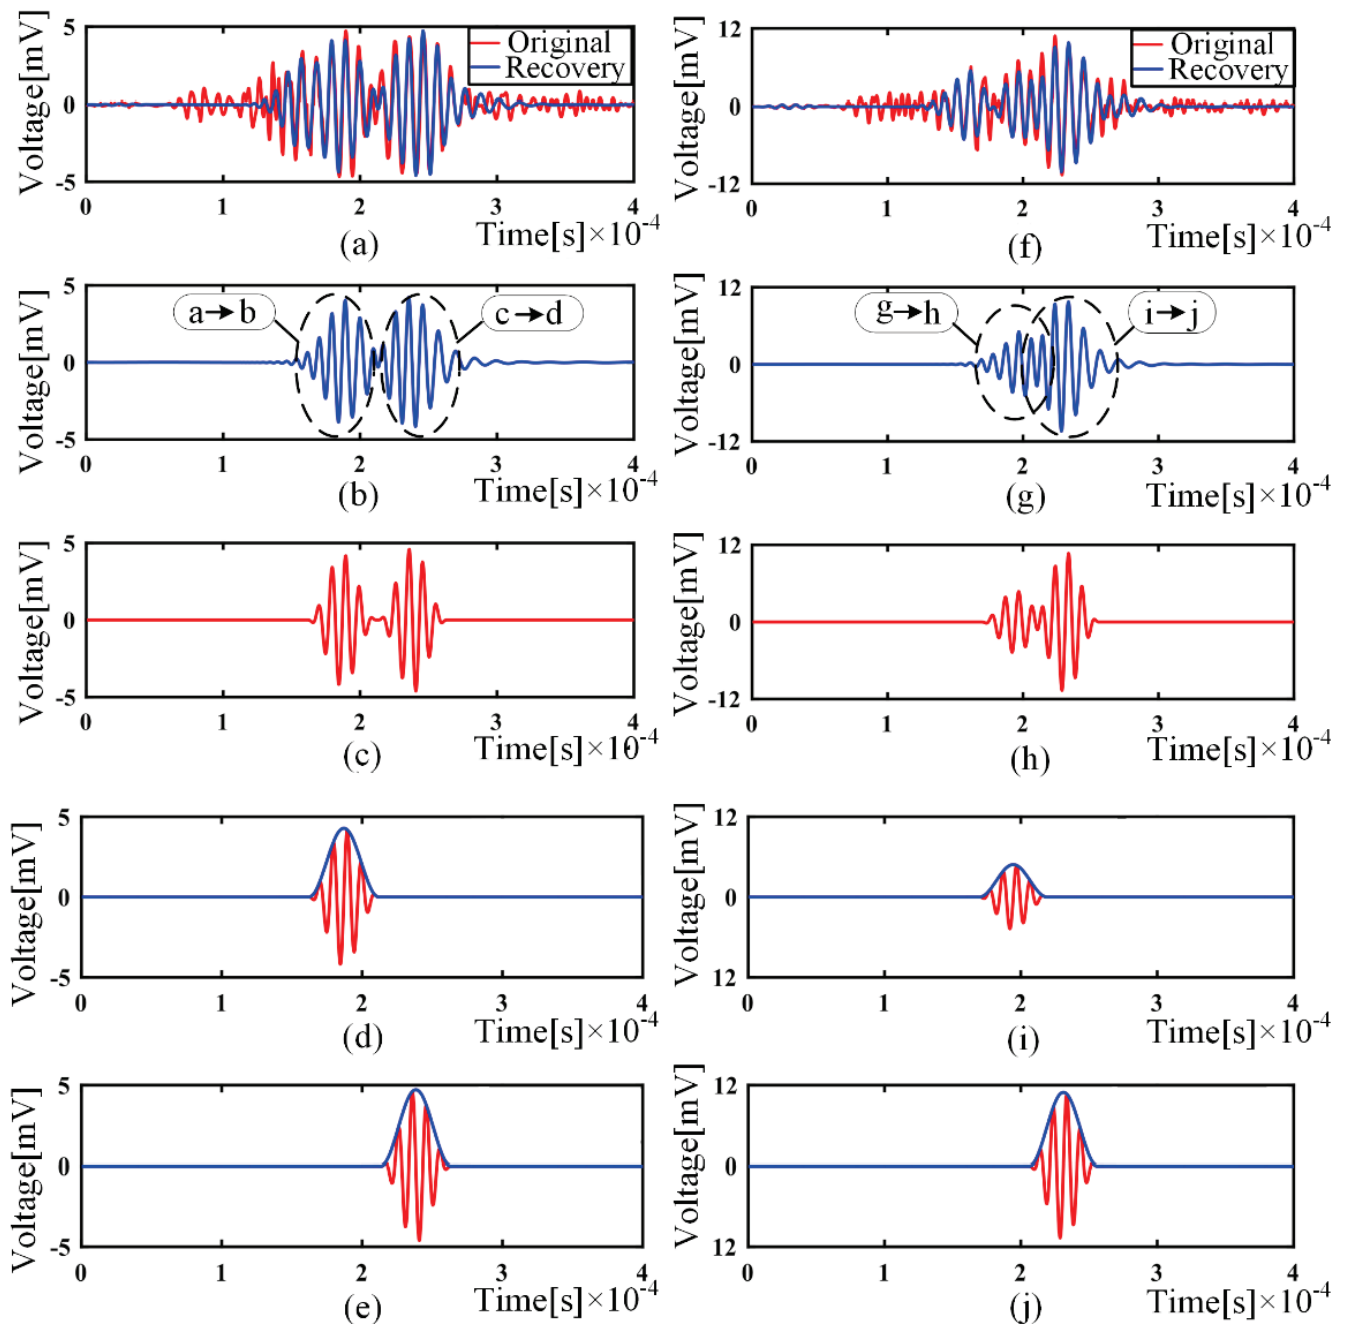 Voltage[mV]
5
0
-5
Original
Recovery
0 1 2 3 4
Time[s]×10-4
(a)
Voltage[mV]
12
0
-12
Original
Recovery
0 1 2 3 4
Time[s]×10-4
(f)
Voltage[mV]
5
0
-5
a→b
c→d
0 1 2 3 4
Time[s]×10-4
(b)
Voltage[mV]
12
0
-12
g→h
i→j
0 1 2 3 4
Time[s]×10-4
(g)
Voltage[mV]
5
0
-5
0 1 2 3 4
Time[s]×10-4
(c)
Voltage[mV]
12
0
-12
0 1 2 3 4
Time[s]×10-4
(h)
Voltage[mV]
5
0
-5
0 1 2 3 4
Time[s]×10-4
(d)
Voltage[mV]
12
0
12
0 1 2 3 4
Time[s]×10-4
(i)
Voltage[mV]
5
0
-5
0 1 2 3 4
Time[s]×10-4
(e)
Voltage[mV]
12
0
12
0 1 2 3 4
Time[s]×10-4
(j)